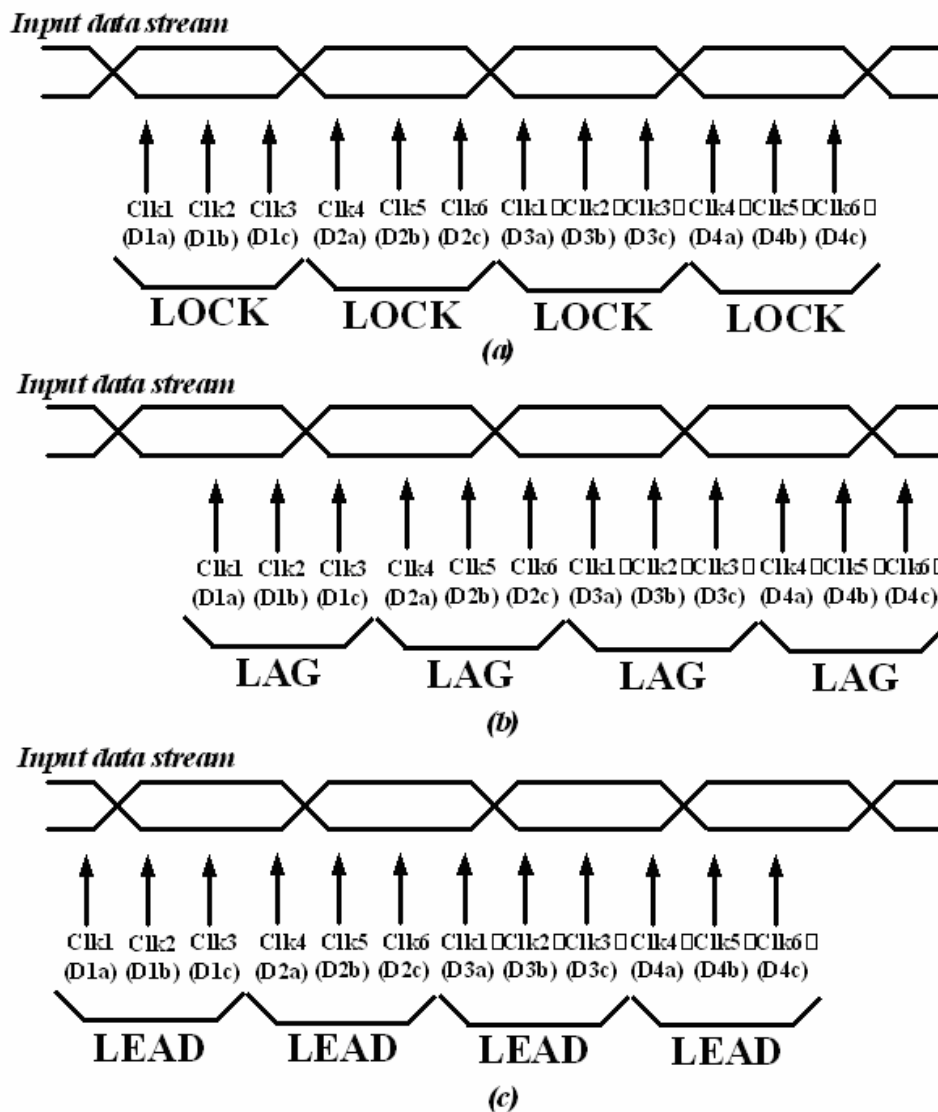 Input data stream
Clk1 Clk2 Clk3 Clk4 Clk5 Clk6 Clk1□ Clk2□ Clk3□ Clk4□ Clk5□ Clk6□
(D1a) (D1b) (D1c) (D2a) (D2b) (D2c) (D3a) (D3b) (D3c) (D4a) (D4b) (D4c)
LOCK LOCK LOCK LOCK
(a)
Input data stream
Clk1 Clk2 Clk3 Clk4 Clk5 Clk6 Clk1□ Clk2□ Clk3□ Clk4□ Clk5□ Clk6□
(D1a) (D1b) (D1c) (D2a) (D2b) (D2c) (D3a) (D3b) (D3c) (D4a) (D4b) (D4c)
LAG LAG LAG LAG
(b)
Input data stream
Clk1 Clk2 Clk3 Clk4 Clk5 Clk6 Clk1□ Clk2□ Clk3□ Clk4□ Clk5□ Clk6□
(D1a) (D1b) (D1c) (D2a) (D2b) (D2c) (D3a) (D3b) (D3c) (D4a) (D4b) (D4c)
LEAD LEAD LEAD LEAD
(c)